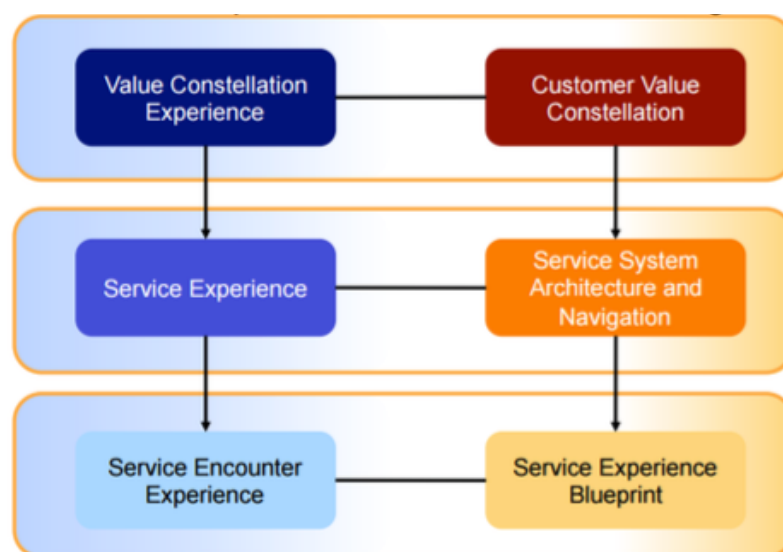 Value Constellation
Experience
Customer Value
Constellation
Service Experience
Service System
Architecture and
Navigation
Service Encounter
Experience
Service Experience
Blueprint